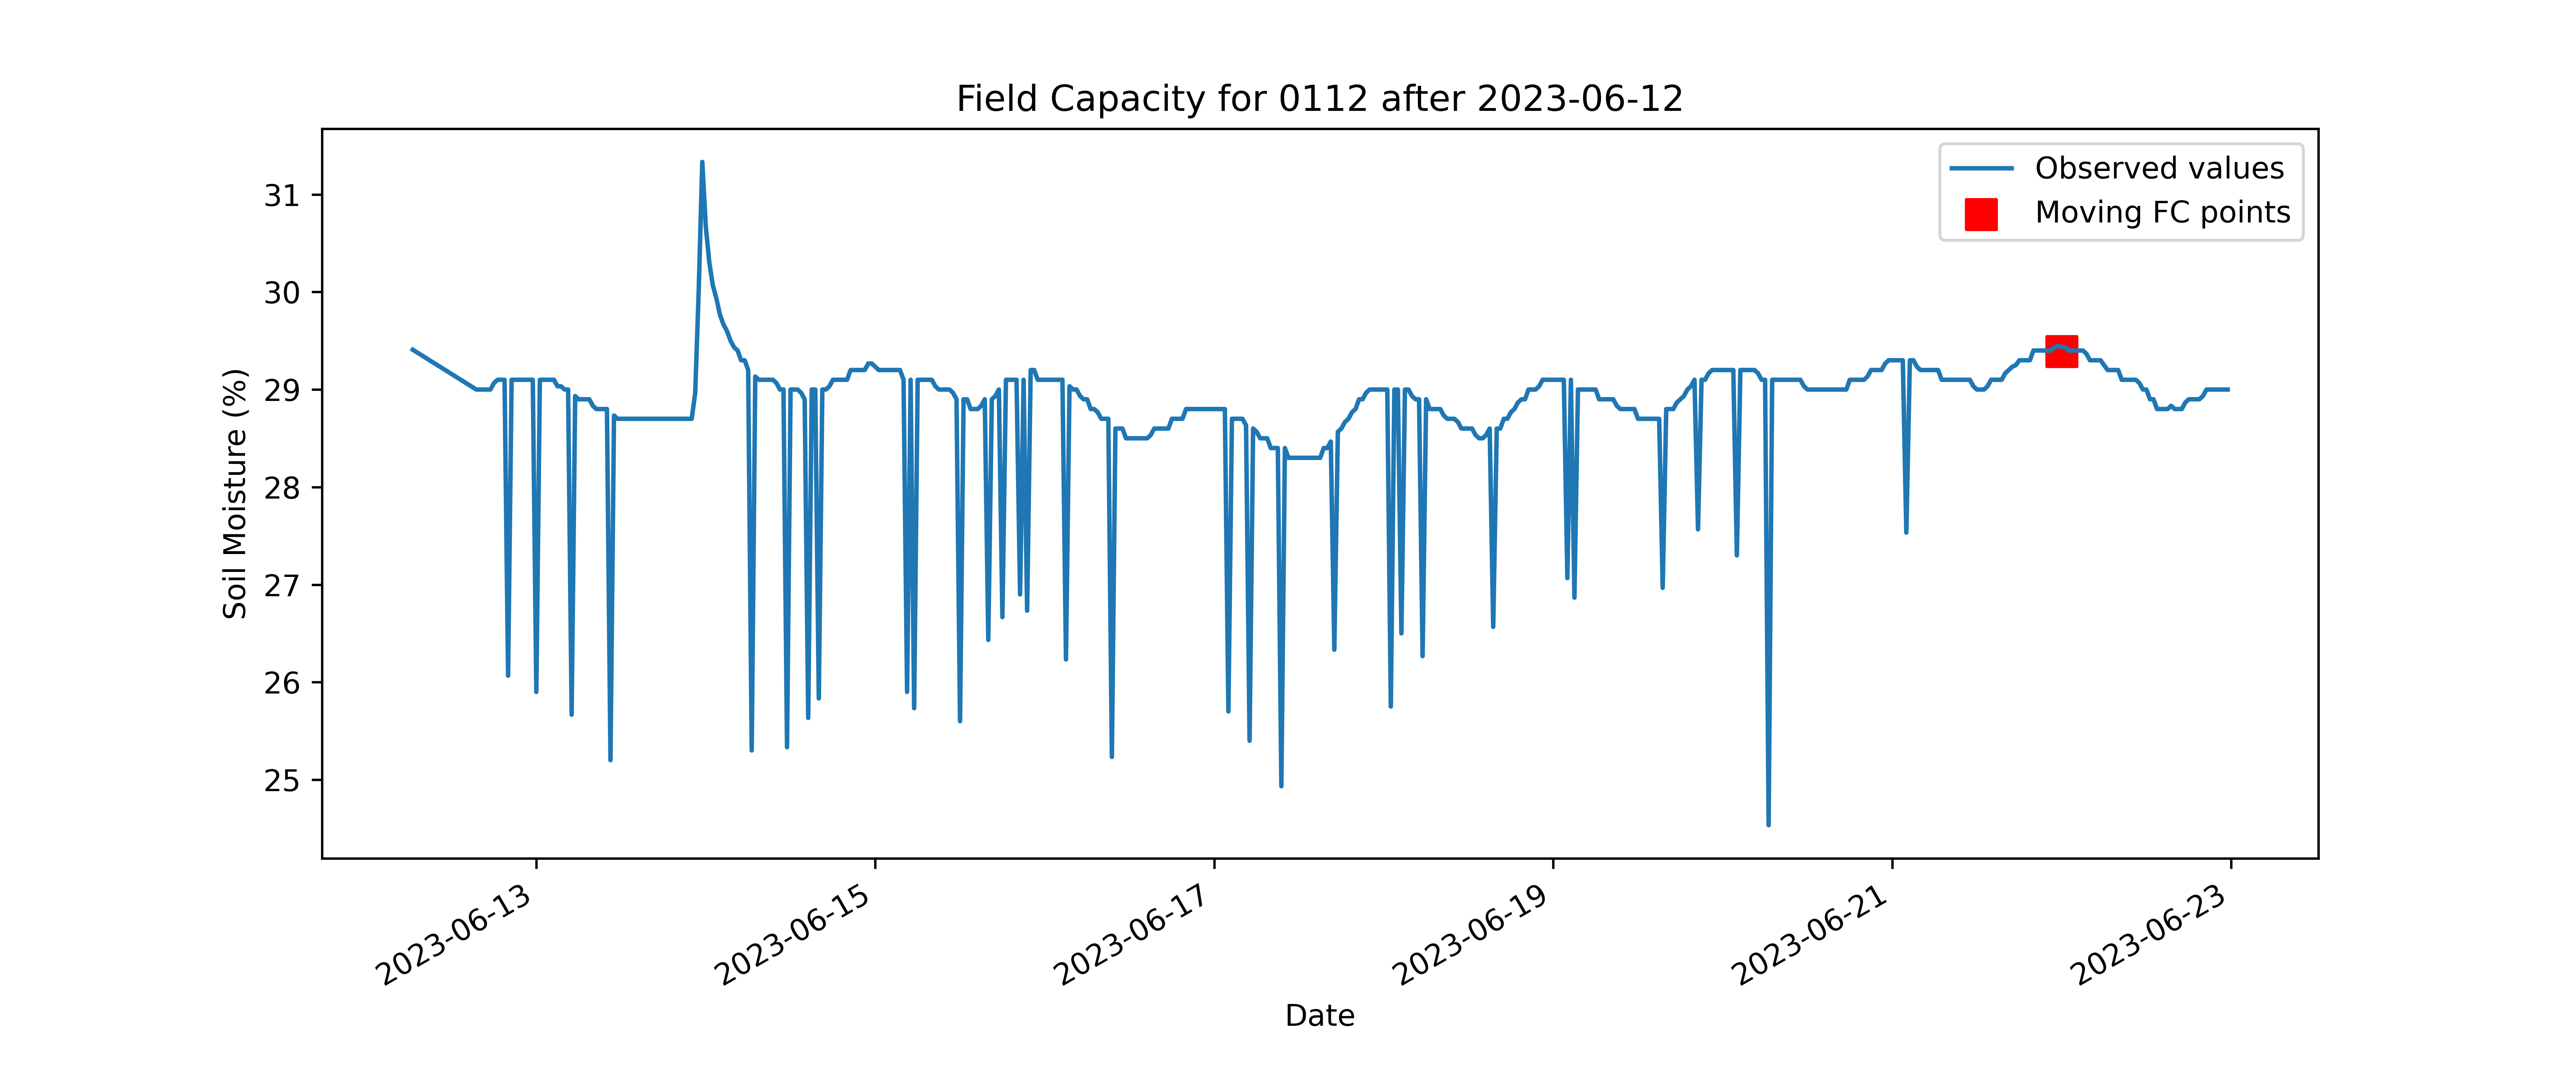 Field Capacity for 0112 after 2023-06-12
Observed values
Moving FC points
Soil Moisture (%)
31
30
29
28
27
26
25
2023-06-13
2023-06-15
2023-06-17
2023-06-19
2023-06-21
2023-06-23
Date